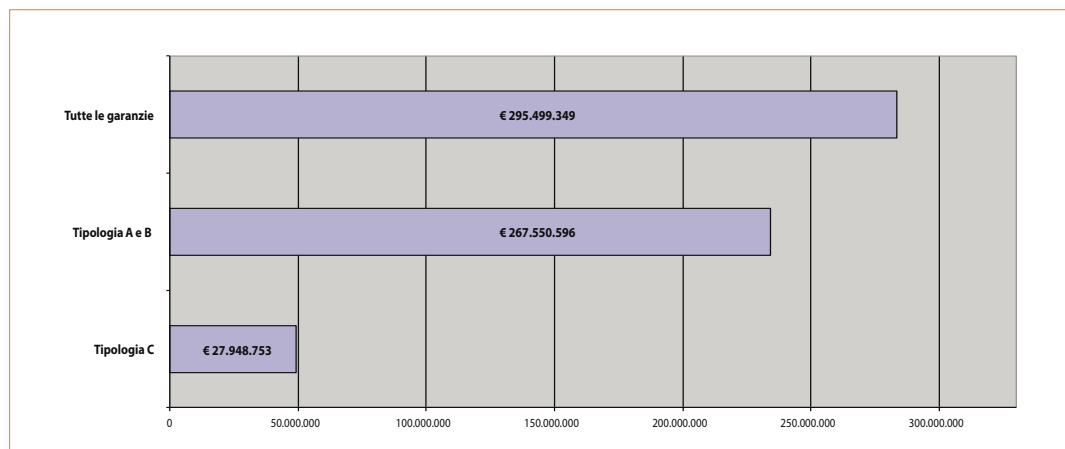 Tutte le garanzie
€ 295.499.349
Tipologia A e B
€ 267.550.596
Tipologia C
€ 27.948.753
0 50.000.000 100.000.000 150.000.000 200.000.000 250.000.000 300.000.000